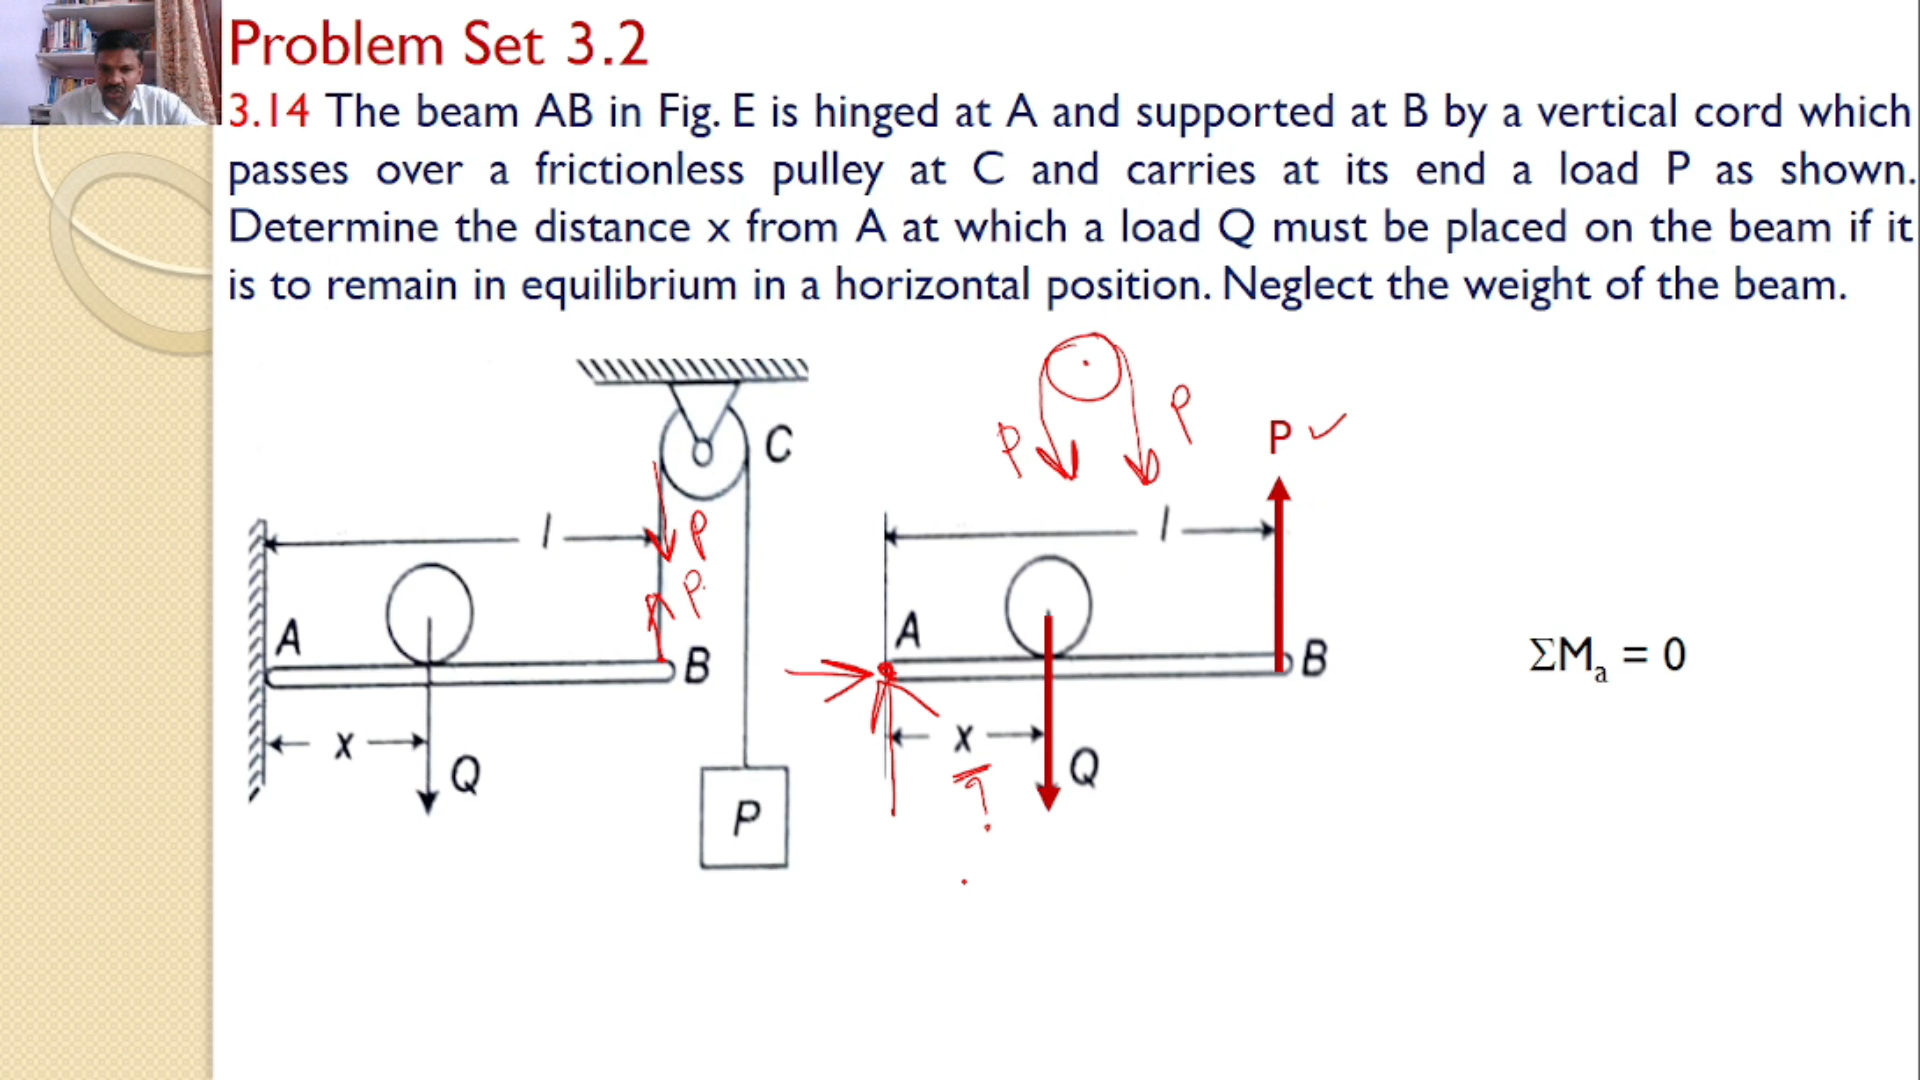 Problem Set 3.2
3.14 The beam AB in Fig. E is hinged at A and supported at B by a vertical cord which
passes over a frictionless pulley at C and carries at its end a load P as shown.
Determine the distance x from A at which a load Q must be placed on the beam if it
is to remain in equilibrium in a horizontal position. Neglect the weight of the beam.
C
l
P
P
A
B
x
Q
P
P
P
P
l
A
B
x
?
Q
ΣMₐ = 0